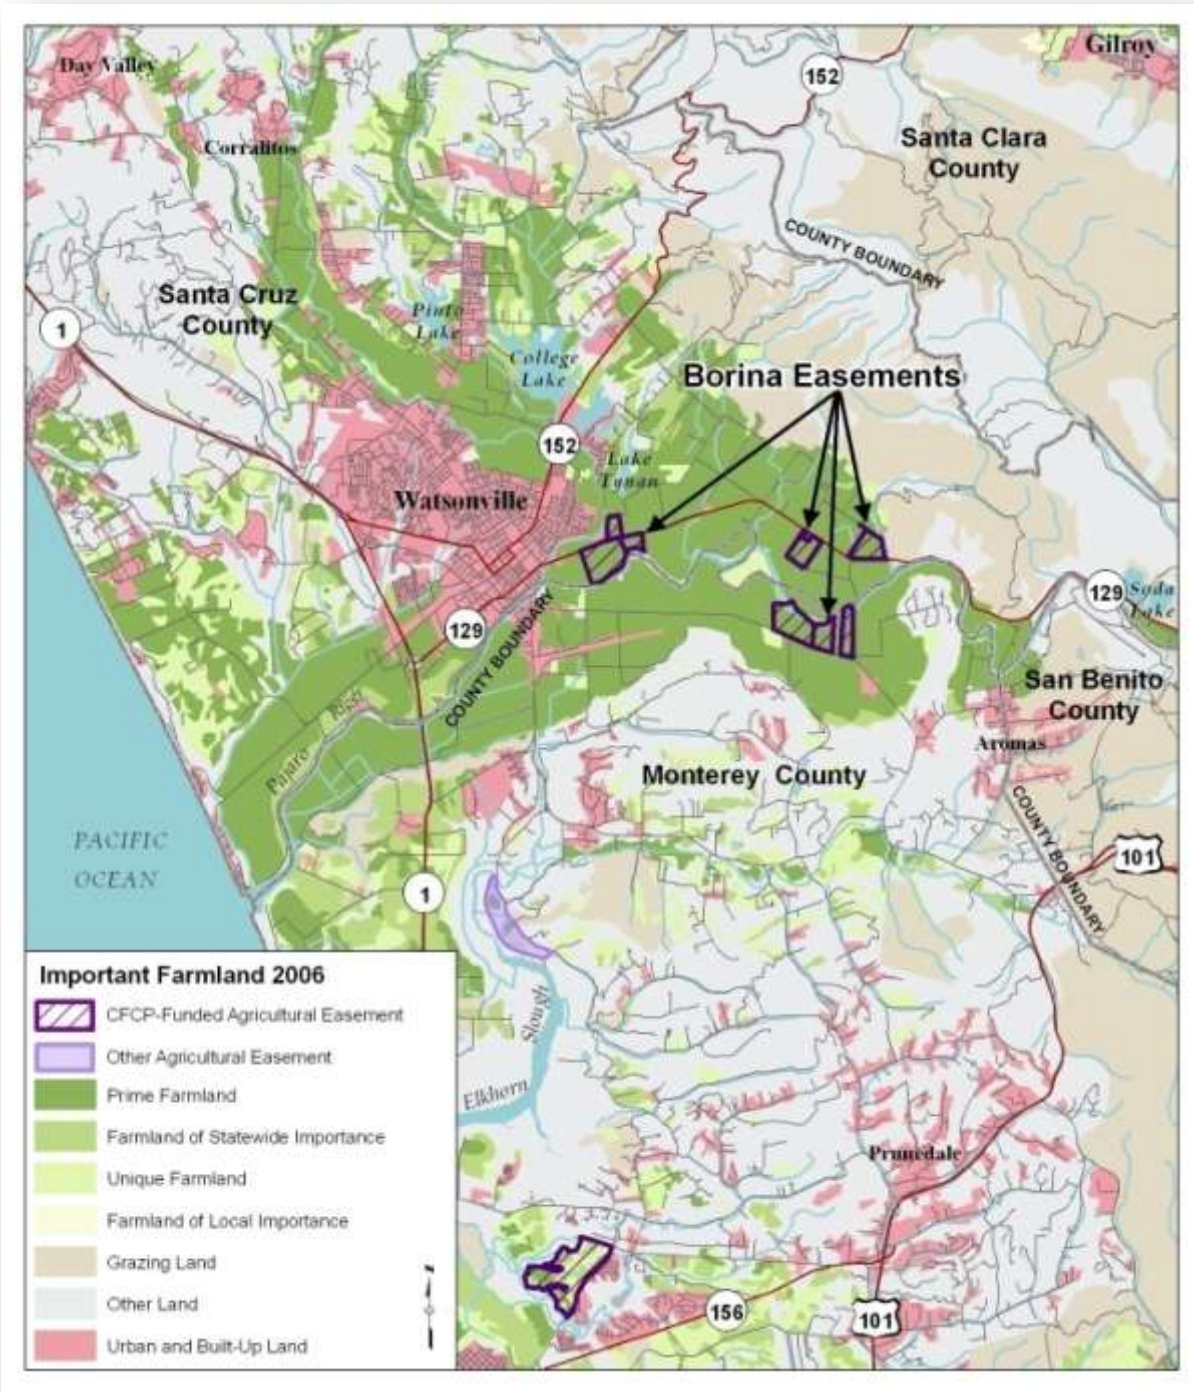 Day Valley
Corralitos
152
Gilroy
Santa Clara
County
COUNTY BOUNDARY
Santa Cruz
County
1
Pinto
Lake
College
Lake
Borina Easements
152
Lake
Tynan
Watsonville
129
Soda
Lake
129
COUNTY BOUNDARY
San Benito
County
Aromas
Pajaro
River
Monterey County
COUNTY BOUNDARY
101
PACIFIC
OCEAN
1
Slough
Elkhorn
Prunedale
156
101
Important Farmland 2006
CFCP-Funded Agricultural Easement
Other Agricultural Easement
Prime Farmland
Farmland of Statewide Importance
Unique Farmland
Farmland of Local Importance
Grazing Land
Other Land
Urban and Built-Up Land